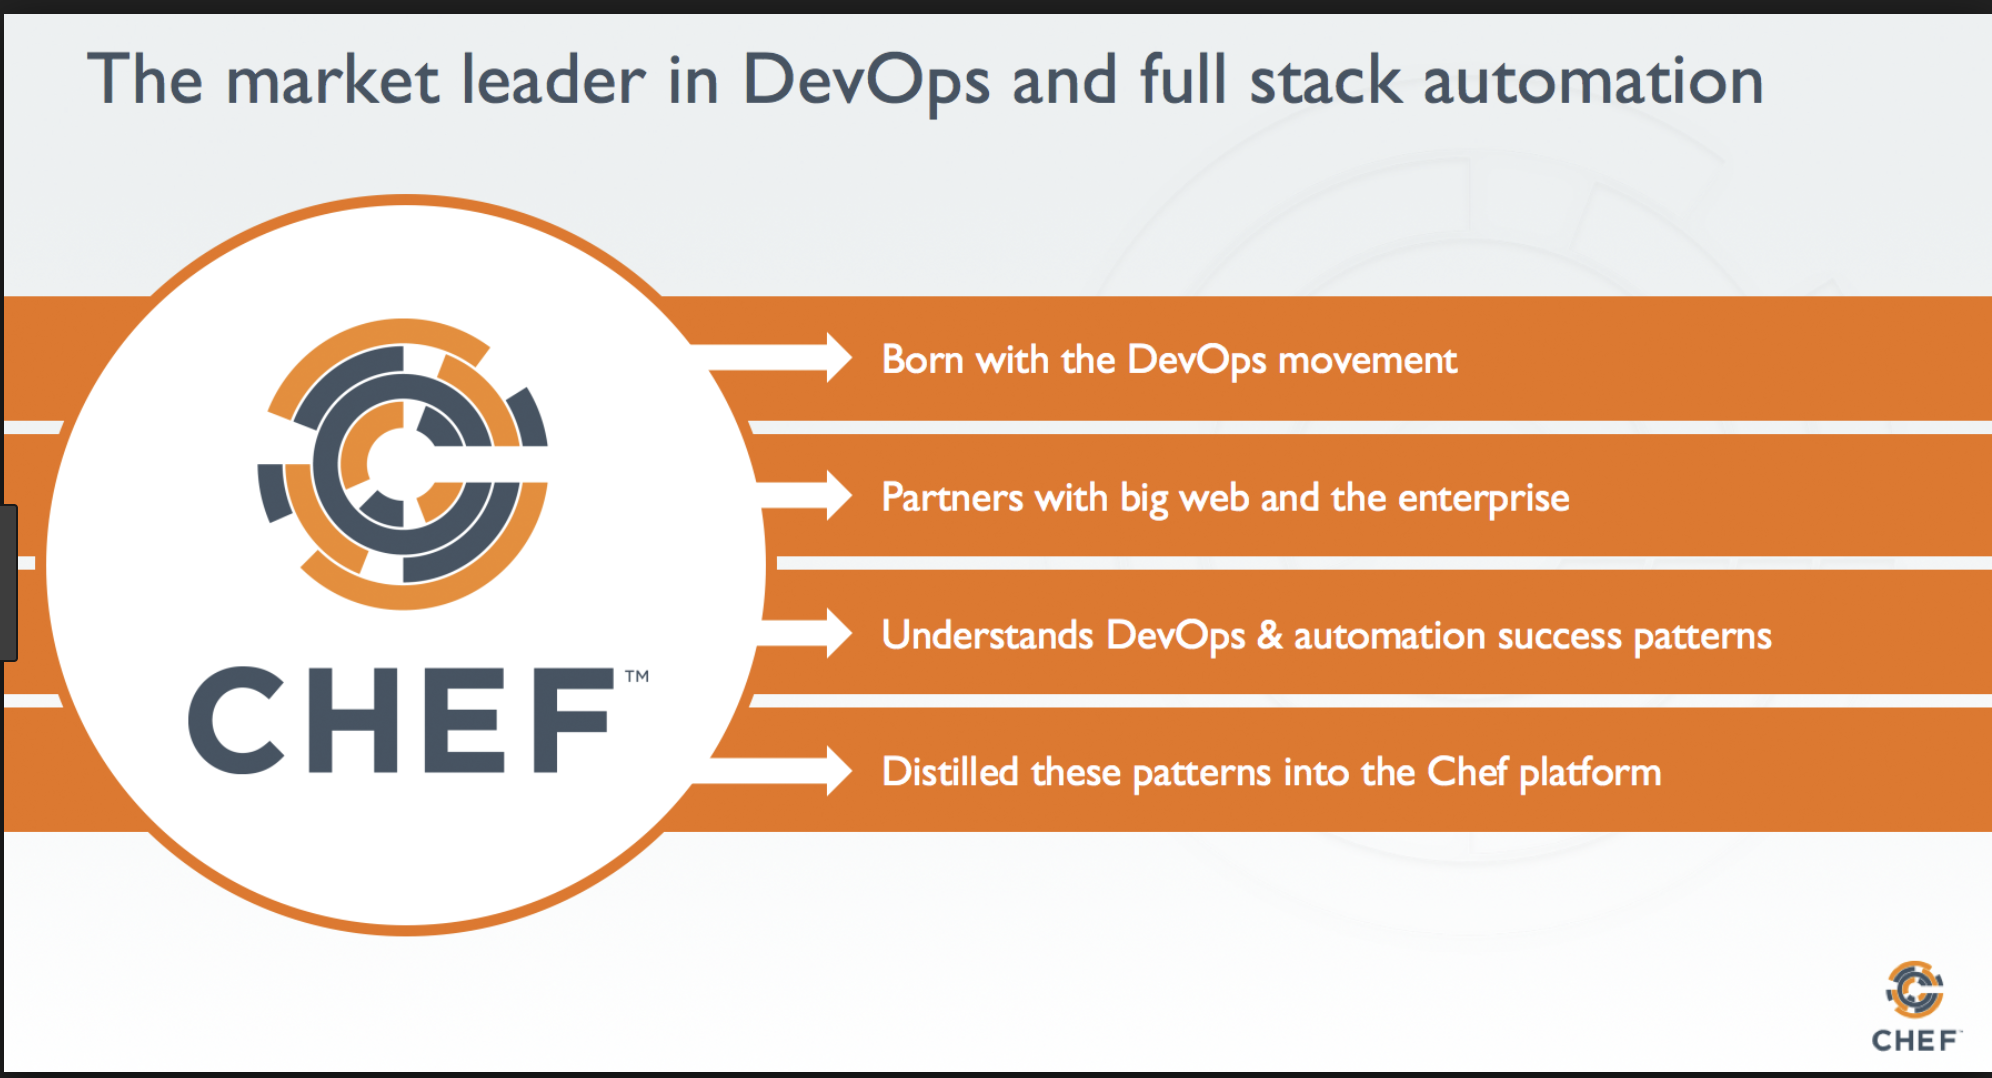 The market leader in DevOps and full stack automation
CHEF™
Born with the DevOps movement
Partners with big web and the enterprise
Understands DevOps & automation success patterns
Distilled these patterns into the Chef platform
CHEF™